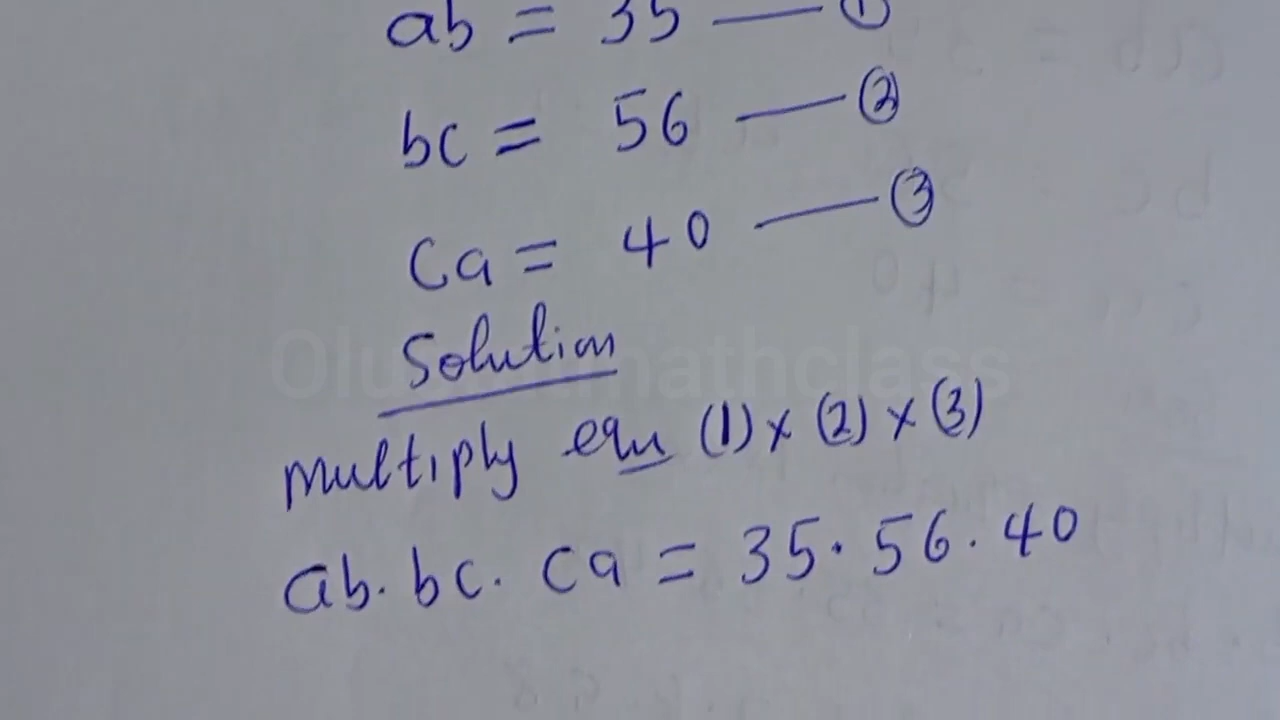 ab = 35 — ①
bc = 56 — ②
ca = 40 — ③
Solution
multiply eqn (1) × (2) × (3)
ab. bc. ca = 35. 56. 40